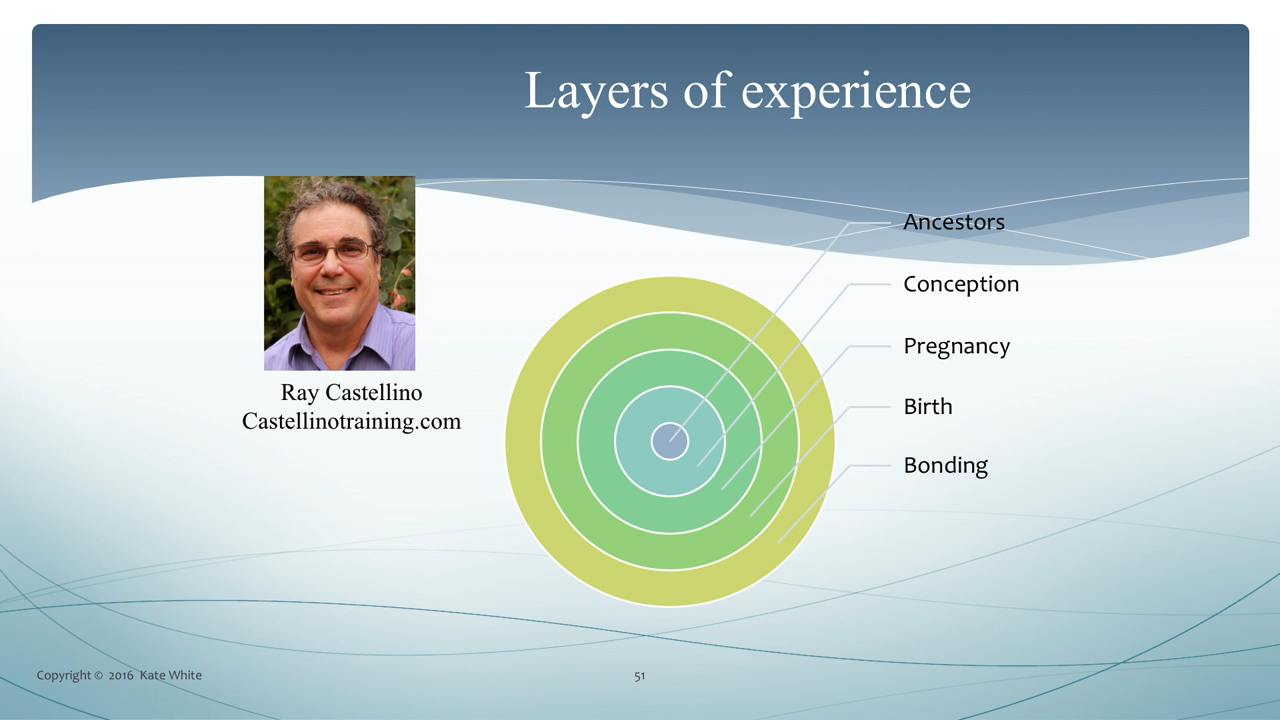 Layers of experience
Ancestors
Conception
Pregnancy
Birth
Bonding
Ray Castellino
Castellinotraining.com
Copyright © 2016 Kate White
51